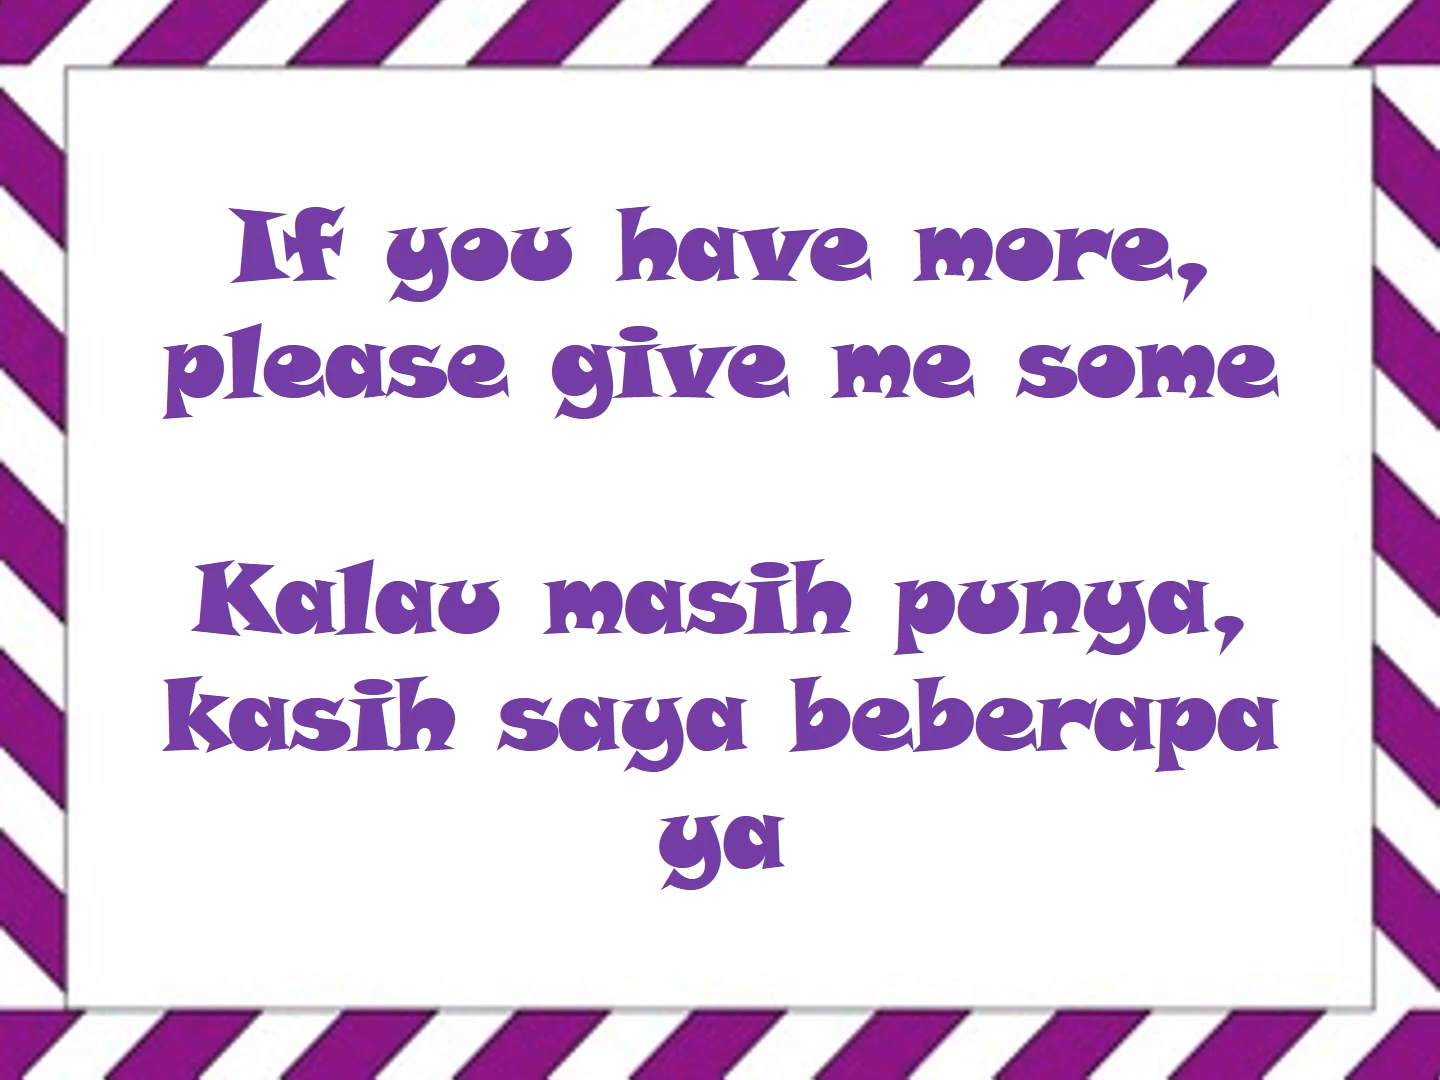 If you have more,
please give me some
Kalau masih punya,
kasih saya beberapa
ya